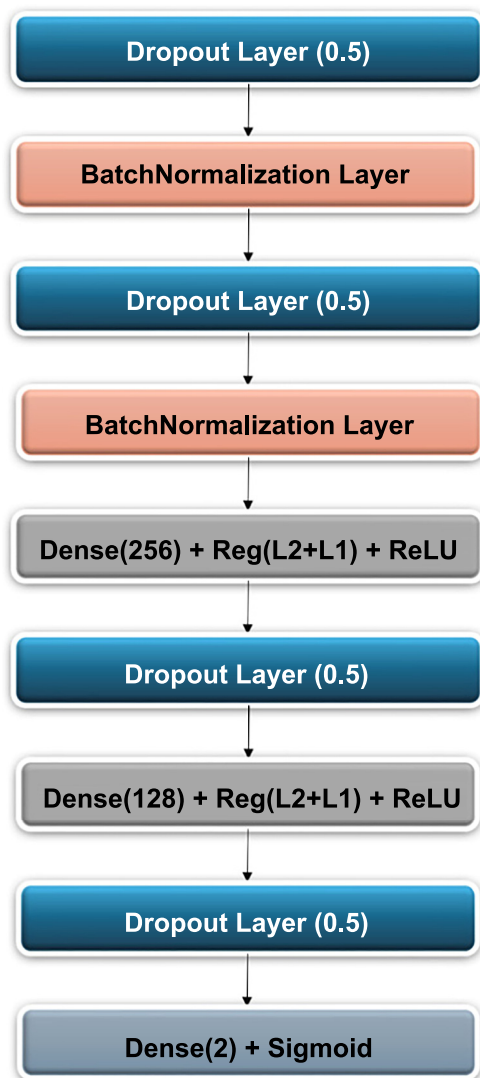 Dropout Layer (0.5)
BatchNormalization Layer
Dropout Layer (0.5)
BatchNormalization Layer
Dense(256) + Reg(L2+L1) + ReLU
Dropout Layer (0.5)
Dense(128) + Reg(L2+L1) + ReLU
Dropout Layer (0.5)
Dense(2) + Sigmoid